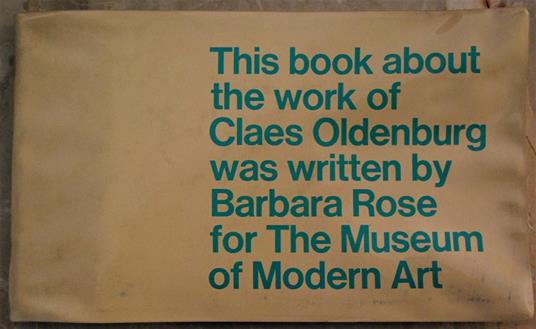 This book about
the work of
Claes Oldenburg
was written by
Barbara Rose
for The Museum
of Modern Art